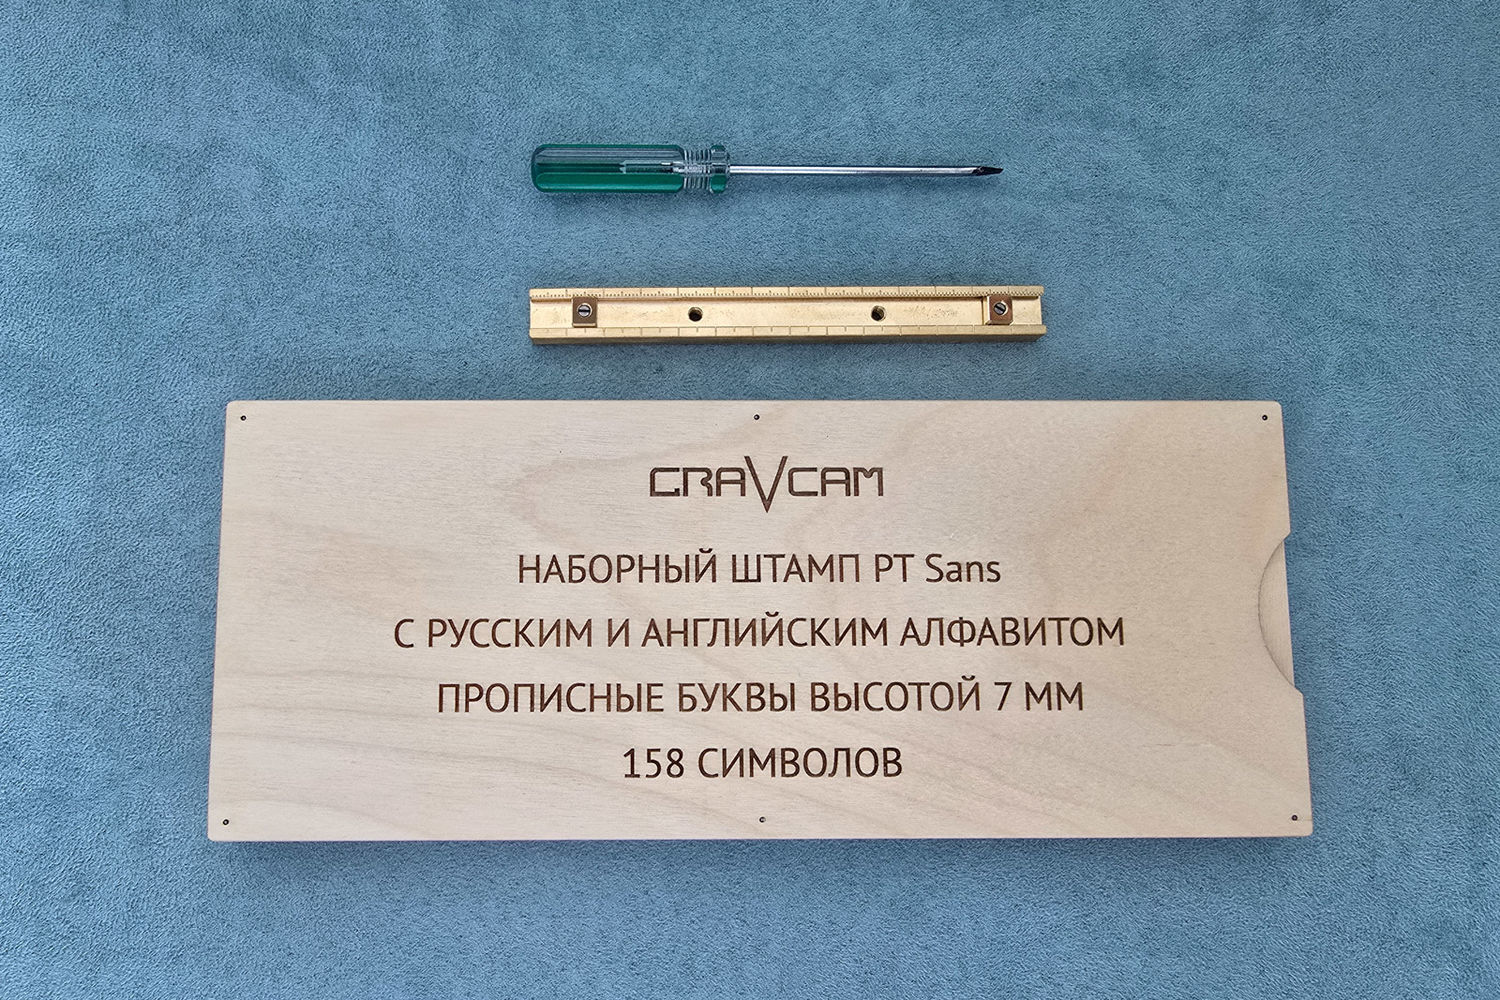 GRAVCAM
НАБОРНЫЙ ШТАМП PT Sans
С РУССКИМ И АНГЛИЙСКИМ АЛФАВИТОМ
ПРОПИСНЫЕ БУКВЫ ВЫСОТОЙ 7 ММ
158 СИМВОЛОВ